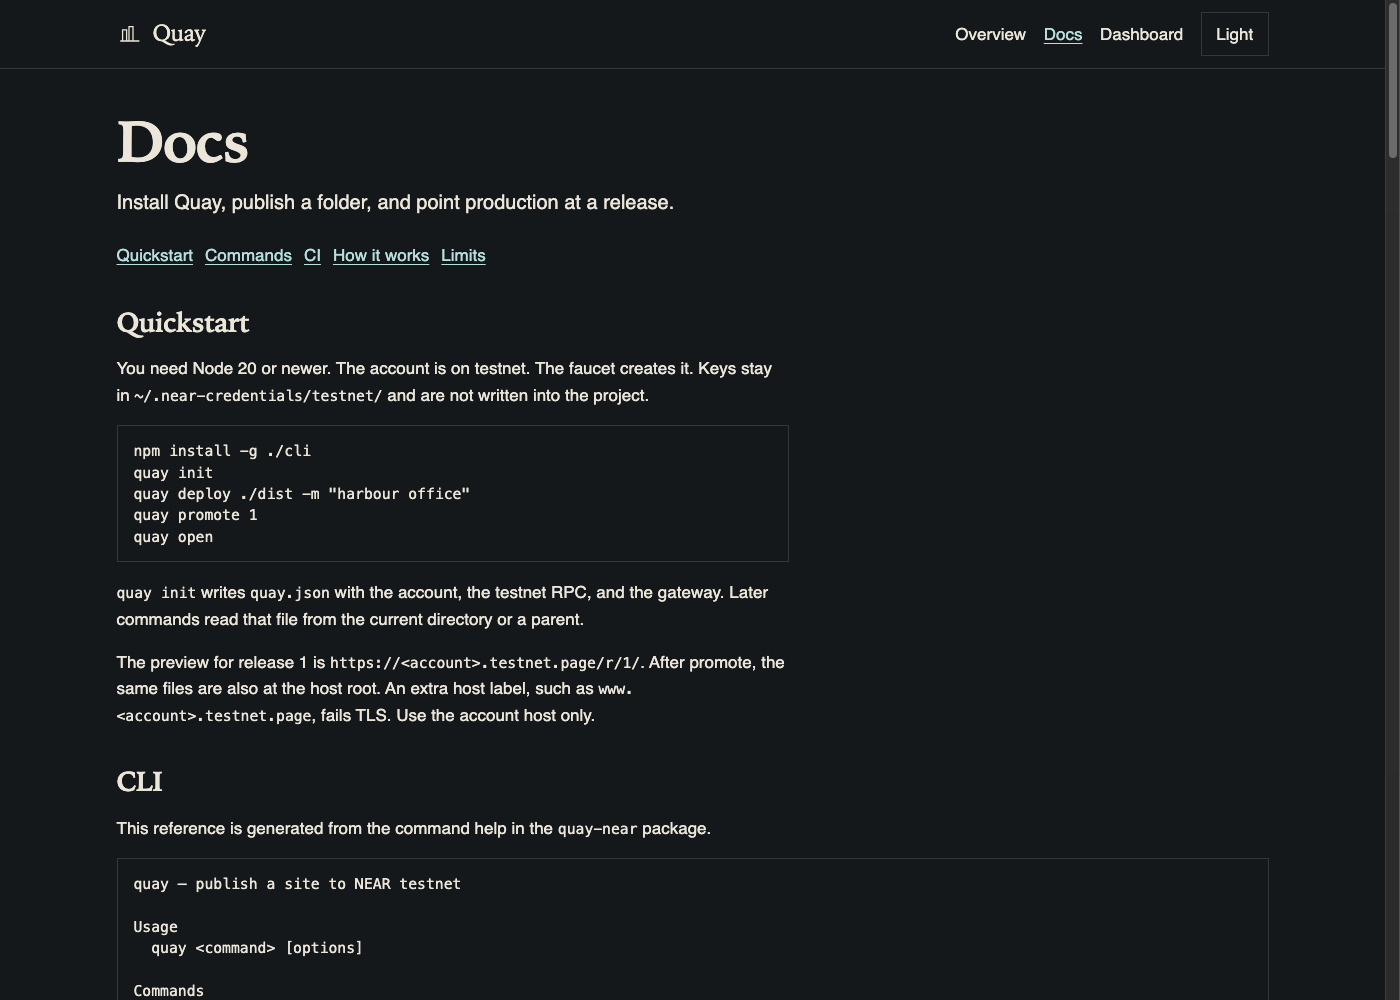 Quay
Overview Docs Dashboard Light
Docs
Install Quay, publish a folder, and point production at a release.
Quickstart Commands CI How it works Limits
Quickstart
You need Node 20 or newer. The account is on testnet. The faucet creates it. Keys stay
in ~/.near-credentials/testnet/ and are not written into the project.
npm install -g ./cli
quay init
quay deploy ./dist -m "harbour office"
quay promote 1
quay open
quay init writes quay.json with the account, the testnet RPC, and the gateway. Later
commands read that file from the current directory or a parent.
The preview for release 1 is https://<account>.testnet.page/r/1/. After promote, the
same files are also at the host root. An extra host label, such as www.
<account>.testnet.page, fails TLS. Use the account host only.
CLI
This reference is generated from the command help in the quay-near package.
quay — publish a site to NEAR testnet
Usage
quay <command> [options]
Commands